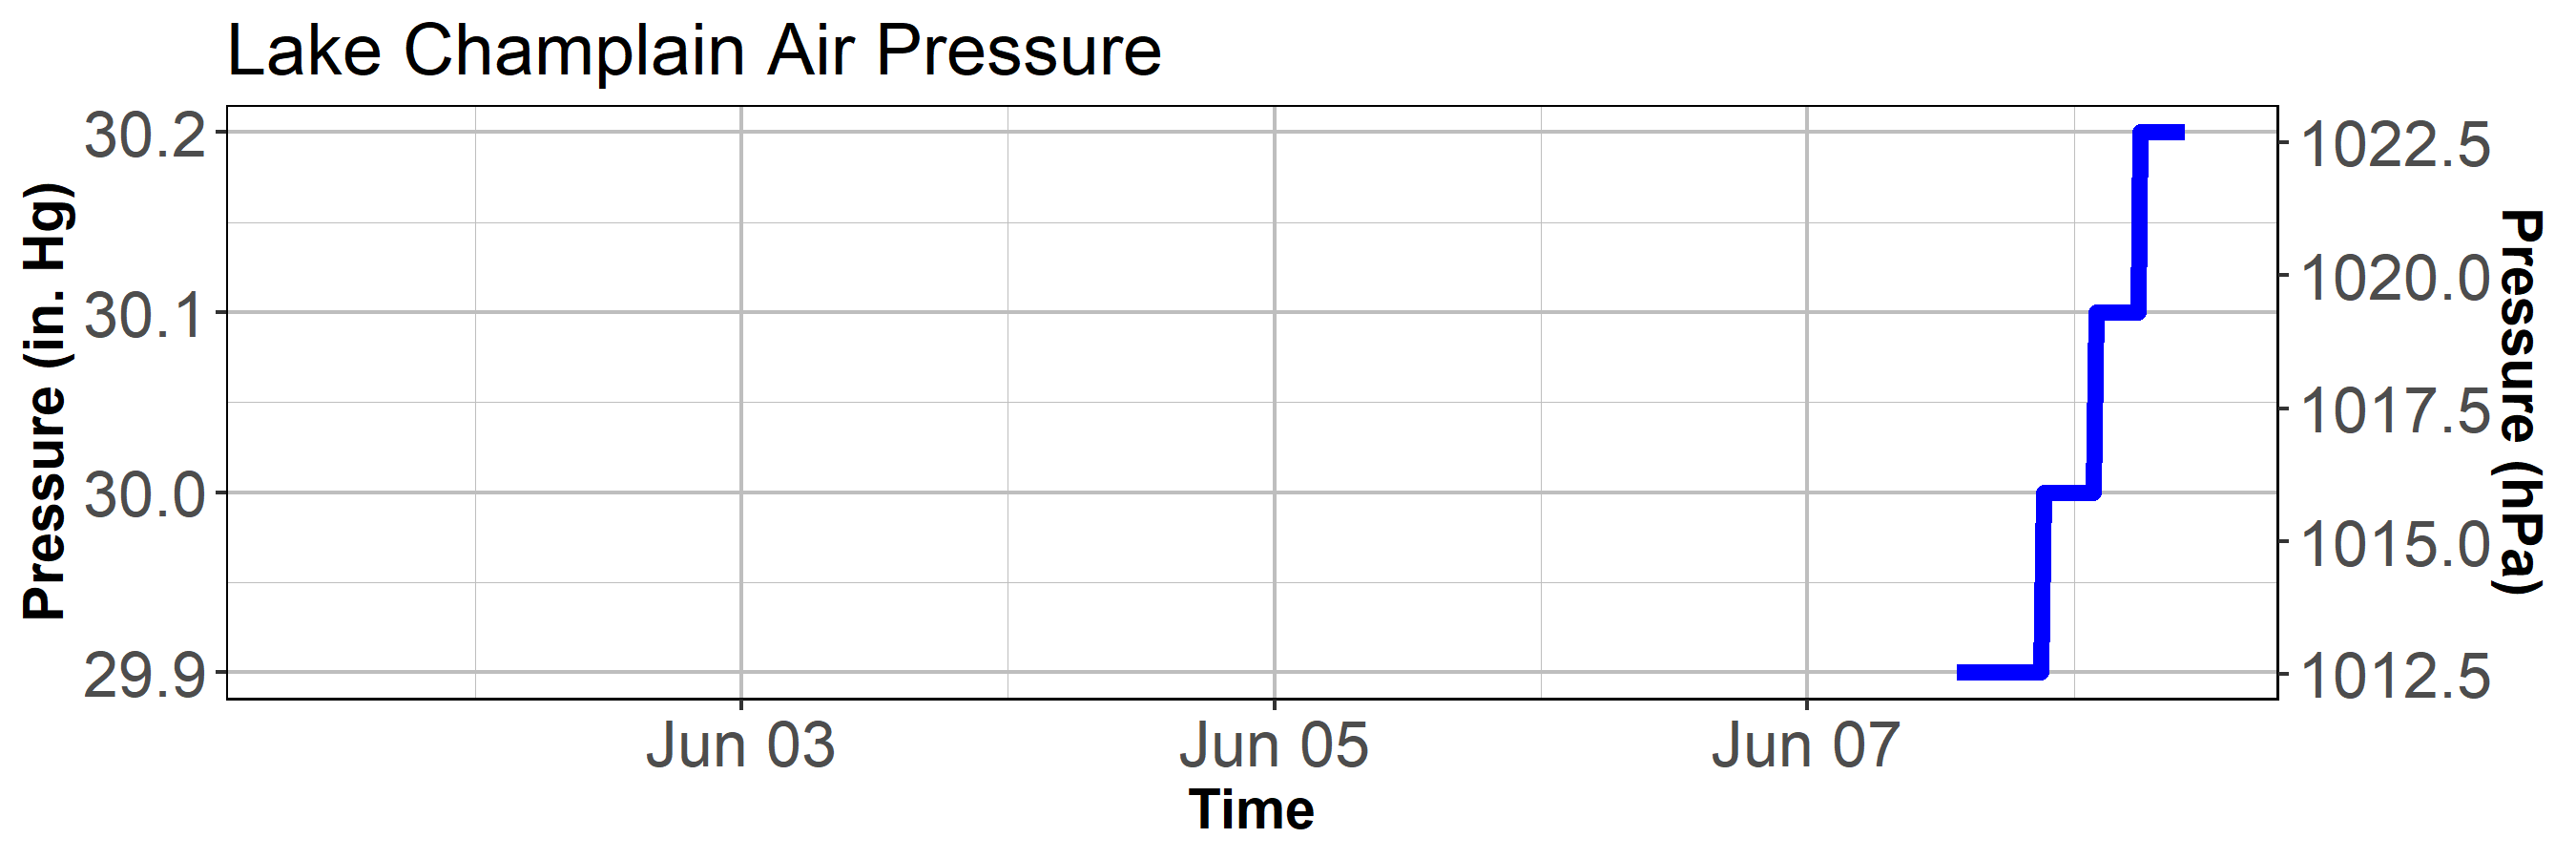 Lake Champlain Air Pressure
Pressure (in. Hg)
30.2
30.1
30.0
29.9
1022.5
1020.0
1017.5
1015.0
1012.5
Pressure (hPa)
Jun 03 Jun 05 Jun 07
Time